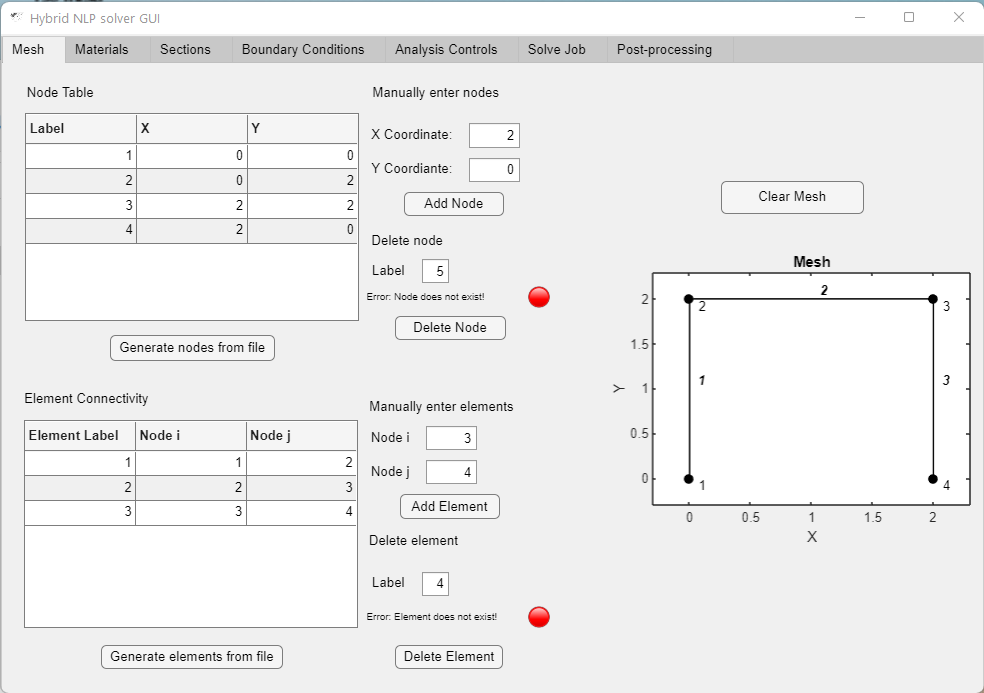 Hybrid NLP solver GUI
Mesh Materials Sections Boundary Conditions Analysis Controls Solve Job Post-processing
Node Table
Label X Y
1 0 0
2 0 2
3 2 2
4 2 0
Generate nodes from file
Manually enter nodes
X Coordinate: 2
Y Coordiante: 0
Add Node
Delete node
Label 5
Error: Node does not exist!
Delete Node
Element Connectivity
Element Label Node i Node j
1 1 2
2 2 3
3 3 4
Generate elements from file
Manually enter elements
Node i 3
Node j 4
Add Element
Delete element
Label 4
Error: Element does not exist!
Delete Element
Clear Mesh
Mesh
2
2 2 3
1.5
Y 1 1 3
0.5
0 1 4
0 0.5 1 1.5 2
X